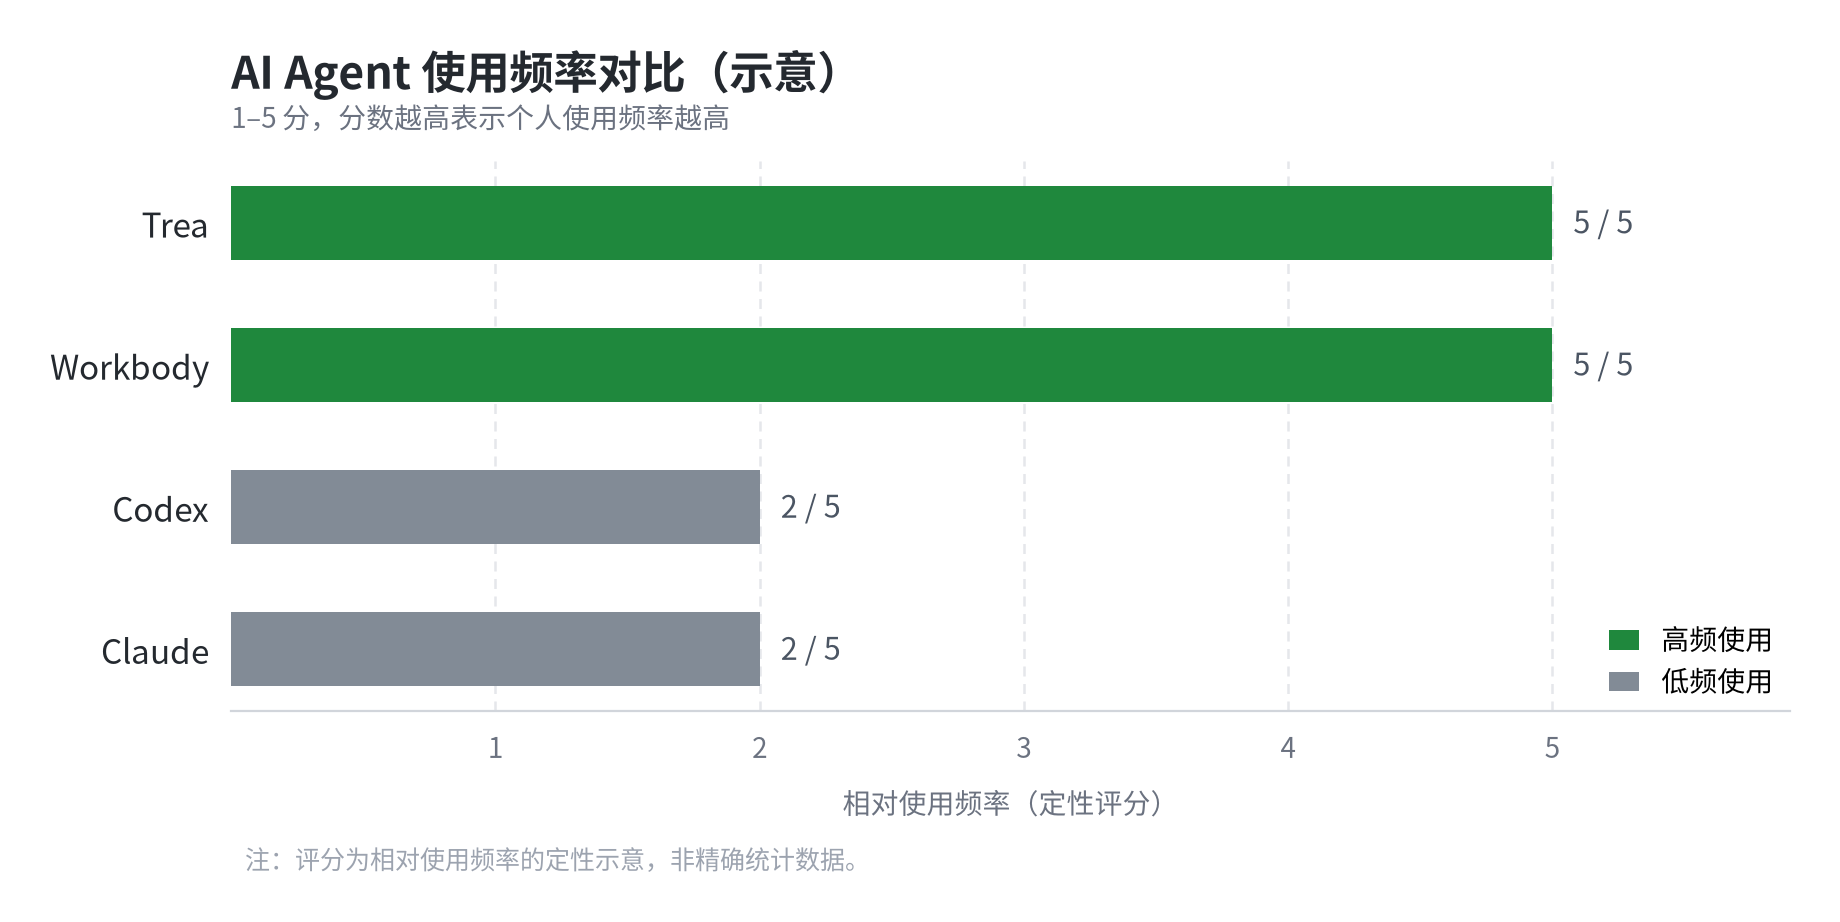 AI Agent 使用频率对比（示意）
1–5 分，分数越高表示个人使用频率越高
Trea
5 / 5
Workbody
5 / 5
Codex
2 / 5
Claude
2 / 5
高频使用
低频使用
1 2 3 4 5
相对使用频率（定性评分）
注：评分为相对使用频率的定性示意，非精确统计数据。